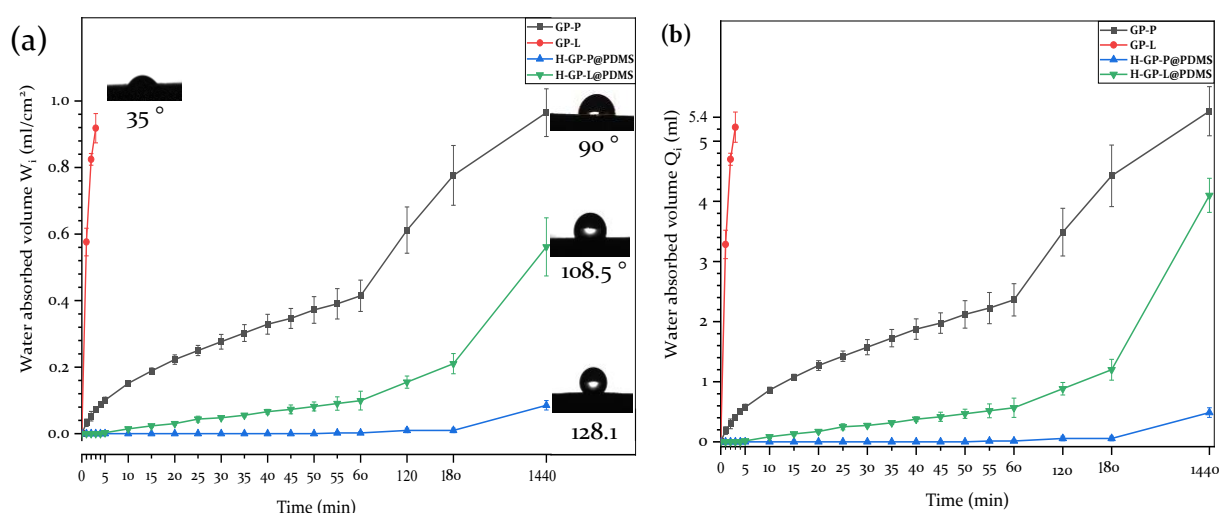 (a)
GP-P
GP-L
H-GP-P@PDMS
H-GP-L@PDMS
Water absorbed volume Wᵢ (ml/cm²)
1.0
0.8
0.6
0.4
0.2
0.0
35 °
90 °
108.5 °
128.1
0 5 10 15 20 25 30 35 40 45 50 55 60 120 180 1440
Time (min)
(b)
GP-P
GP-L
H-GP-P@PDMS
H-GP-L@PDMS
Water absorbed volume Qᵢ (ml)
5.4
5
4
3
2
1
0
0 5 10 15 20 25 30 35 40 45 50 55 60 120 180 1440
Time (min)